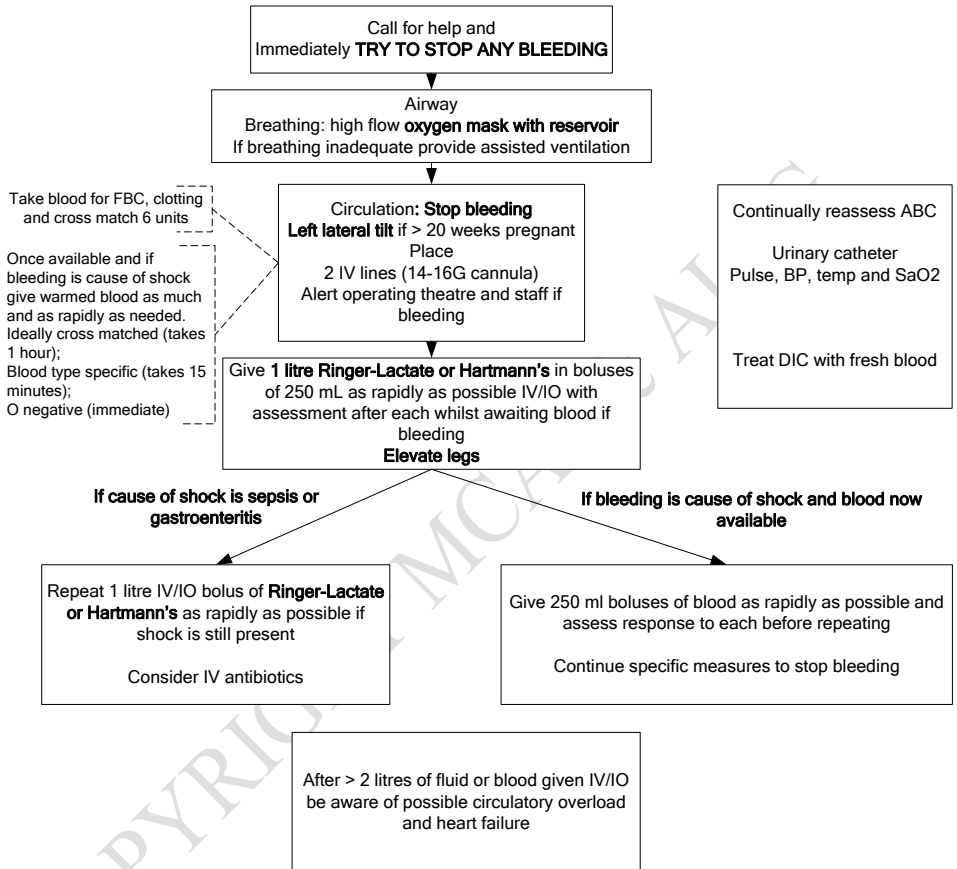 Call for help and
Immediately TRY TO STOP ANY BLEEDING
Airway
Breathing: high flow oxygen mask with reservoir
If breathing inadequate provide assisted ventilation
Take blood for FBC, clotting
and cross match 6 units
Once available and if
bleeding is cause of shock
give warmed blood as much
and as rapidly as needed.
Ideally cross matched (takes
1 hour);
Blood type specific (takes 15
minutes);
O negative (immediate)
Circulation: Stop bleeding
Left lateral tilt if > 20 weeks pregnant
Place
2 IV lines (14-16G cannula)
Alert operating theatre and staff if
bleeding
Continually reassess ABC
Urinary catheter
Pulse, BP, temp and SaO2
Treat DIC with fresh blood
Give 1 litre Ringer-Lactate or Hartmann's in boluses
of 250 mL as rapidly as possible IV/IO with
assessment after each whilst awaiting blood if
bleeding
Elevate legs
If cause of shock is sepsis or
gastroenteritis
If bleeding is cause of shock and blood now
available
Repeat 1 litre IV/IO bolus of Ringer-Lactate
or Hartmann's as rapidly as possible if
shock is still present
Consider IV antibiotics
Give 250 ml boluses of blood as rapidly as possible and
assess response to each before repeating
Continue specific measures to stop bleeding
After > 2 litres of fluid or blood given IV/IO
be aware of possible circulatory overload
and heart failure